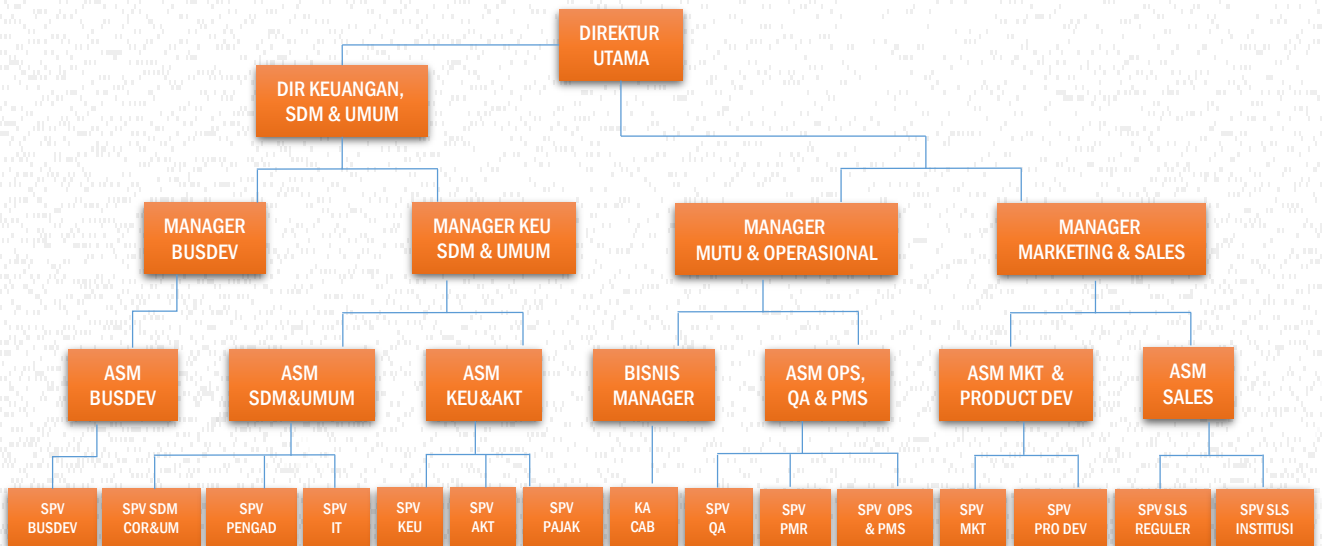 DIREKTUR
UTAMA
DIR KEUANGAN,
SDM & UMUM
MANAGER
BUSDEV
MANAGER KEU
SDM & UMUM
MANAGER
MUTU & OPERASIONAL
MANAGER
MARKETING & SALES
ASM
BUSDEV
ASM
SDM&UMUM
ASM
KEU&AKT
BISNIS
MANAGER
ASM OPS,
QA & PMS
ASM MKT &
PRODUCT DEV
ASM
SALES
SPV
BUSDEV
SPV SDM
COR&UM
SPV
PENGAD
SPV
IT
SPV
KEU
SPV
AKT
SPV
PAJAK
KA
CAB
SPV
QA
SPV
PMR
SPV OPS
& PMS
SPV
MKT
SPV
PRO DEV
SPV SLS
REGULER
SPV SLS
INSTITUSI